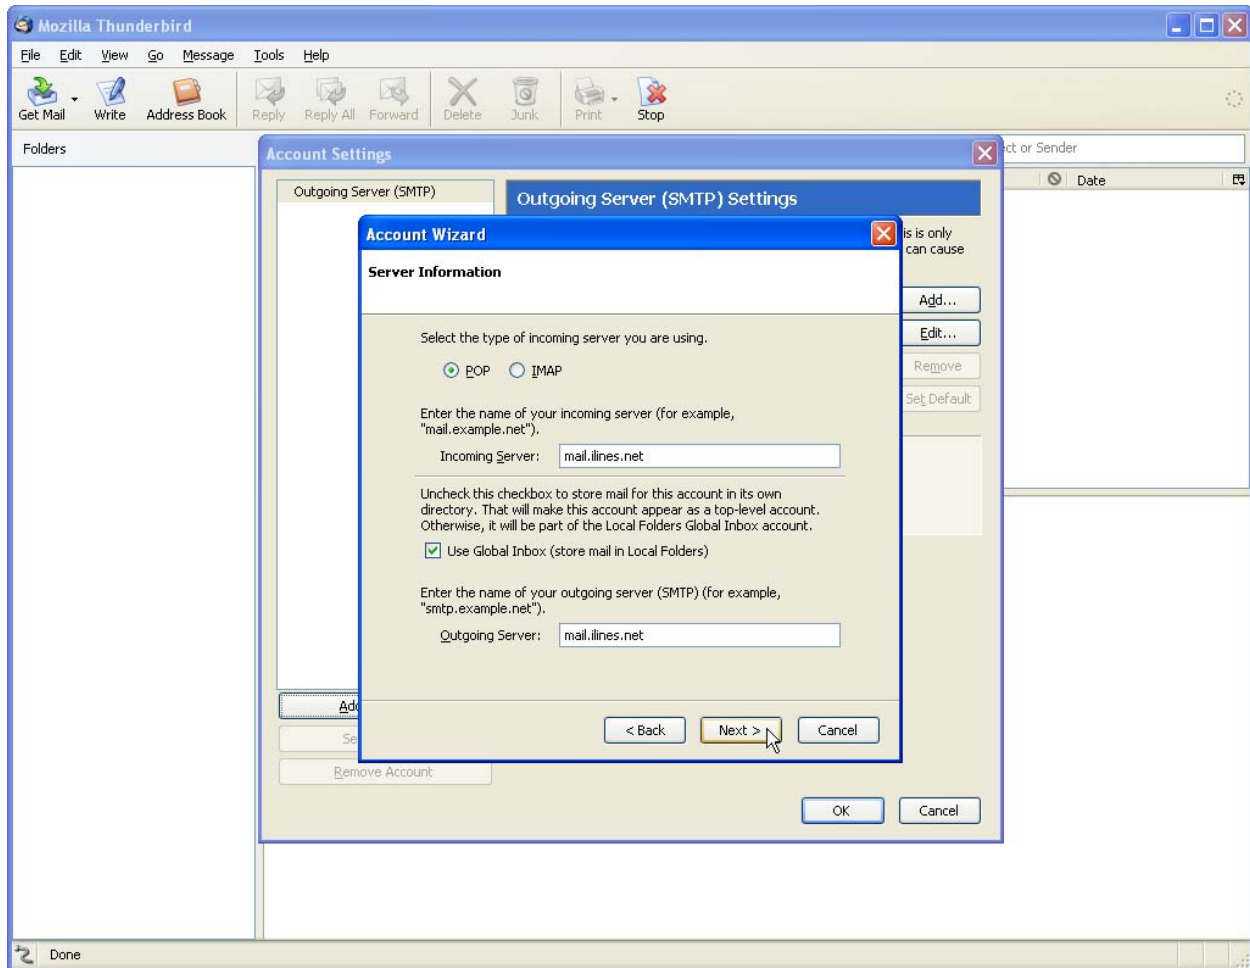 Mozilla Thunderbird
File Edit View Go Message Tools Help
Get Mail Write Address Book Reply Reply All Forward Delete Junk Print Stop
Folders
Account Settings
or Sender
Date
Outgoing Server (SMTP)
Outgoing Server (SMTP) Settings
is is only
can cause
Account Wizard
Server Information
Add...
Edit...
Remove
Set Default
Select the type of incoming server you are using.
POP IMAP
Enter the name of your incoming server (for example,
"mail.example.net").
Incoming Server: mail.ilines.net
Uncheck this checkbox to store mail for this account in its own
directory. That will make this account appear as a top-level account.
Otherwise, it will be part of the Local Folders Global Inbox account.
Use Global Inbox (store mail in Local Folders)
Enter the name of your outgoing server (SMTP) (for example,
"smtp.example.net").
Outgoing Server: mail.ilines.net
Add
Se
< Back Next > Cancel
Remove Account
OK Cancel
Done